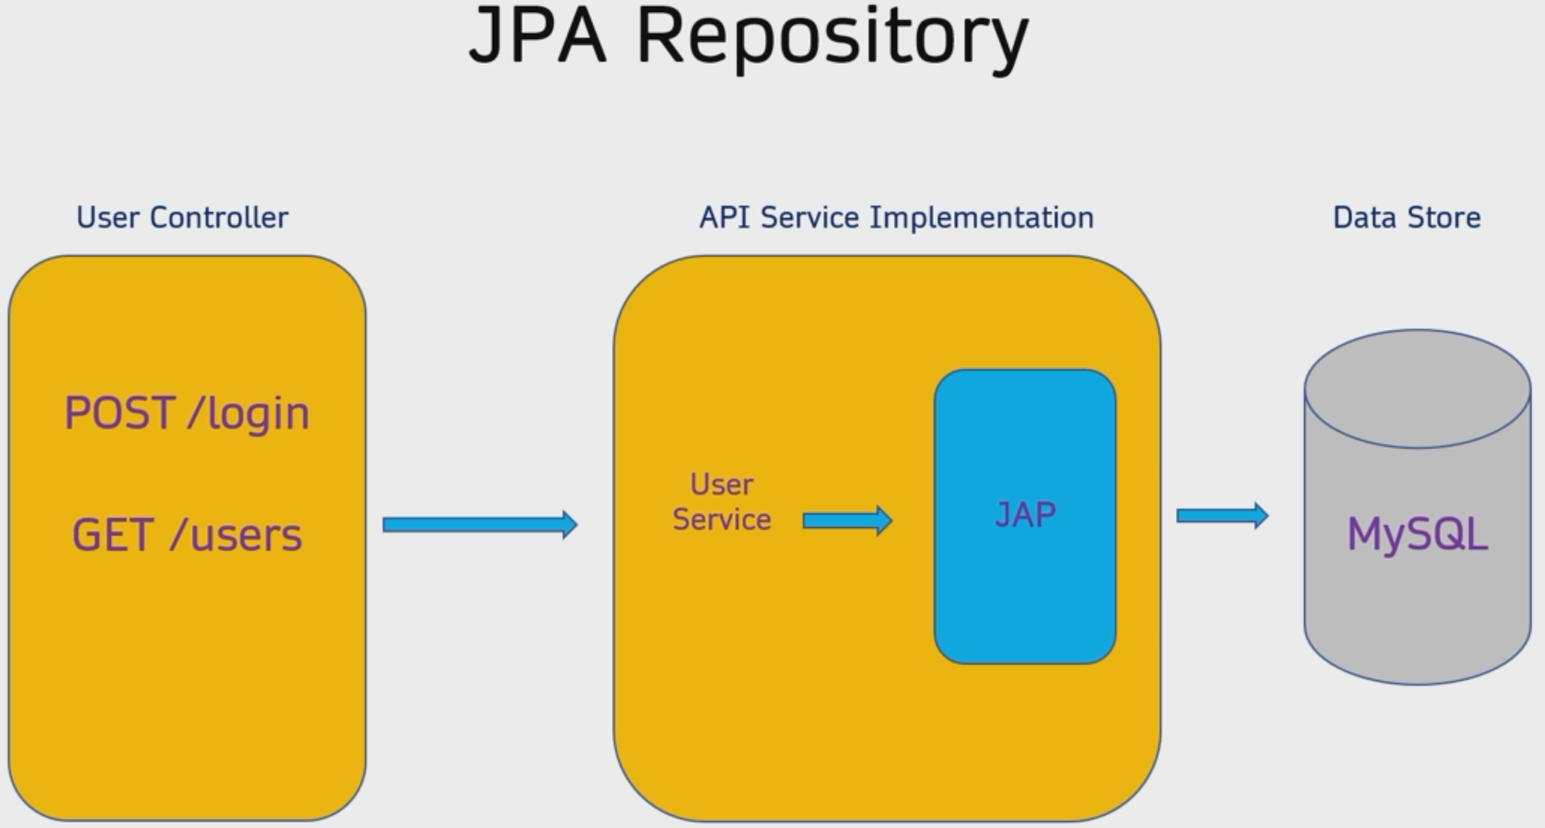 JPA Repository
User Controller
API Service Implementation
Data Store
POST /login
GET /users
User
Service
JAP
MySQL